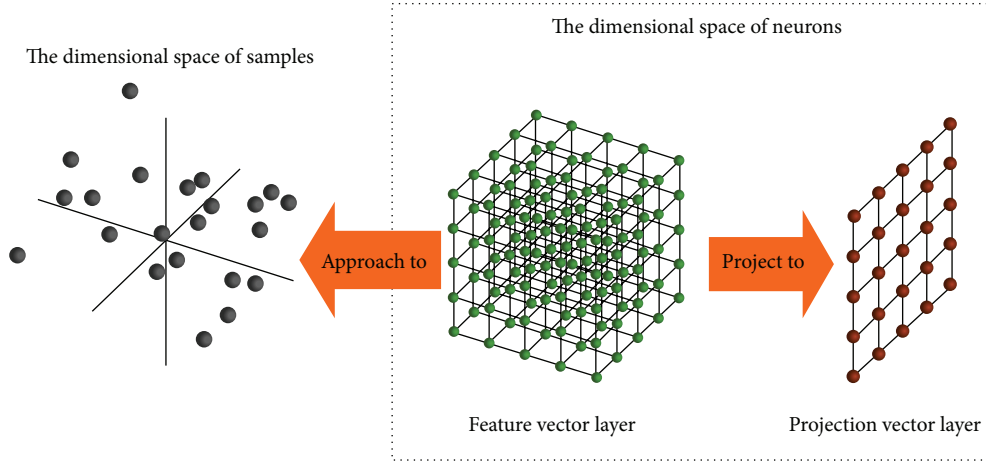 The dimensional space of samples
The dimensional space of neurons
Approach to
Project to
Feature vector layer
Projection vector layer